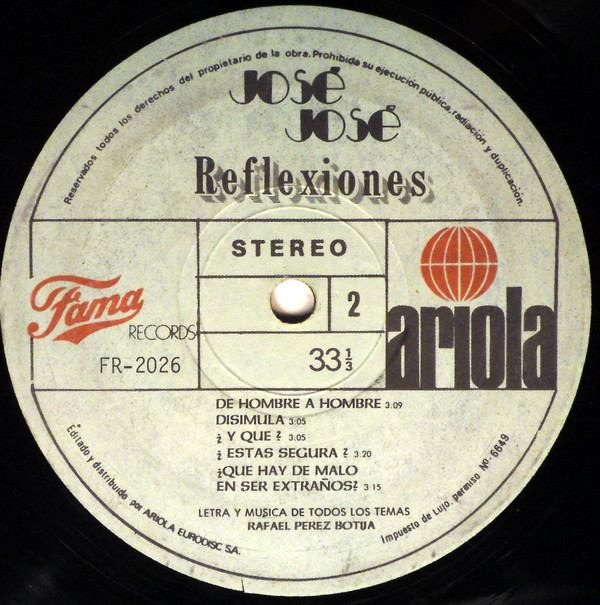 Reservados todos los derechos del propietario de la obra. Prohibida su ejecución pública, radiación y duplicación.
José
José
Reflexiones
STEREO
Fama
RECORDS
FR-2026
2
33 1/3
ariola
DE HOMBRE A HOMBRE 3:09
DISIMULA 3:05
¿ Y QUE ? 3:05
¿ ESTAS SEGURA ? 3:20
¿QUE HAY DE MALO
EN SER EXTRAÑOS? 3:15
LETRA Y MUSICA DE TODOS LOS TEMAS
RAFAEL PEREZ BOTIJA
Editado y distribuido por ARIOLA EURODISC S.A.
Impuesto de Lujo, permiso Nº-6649